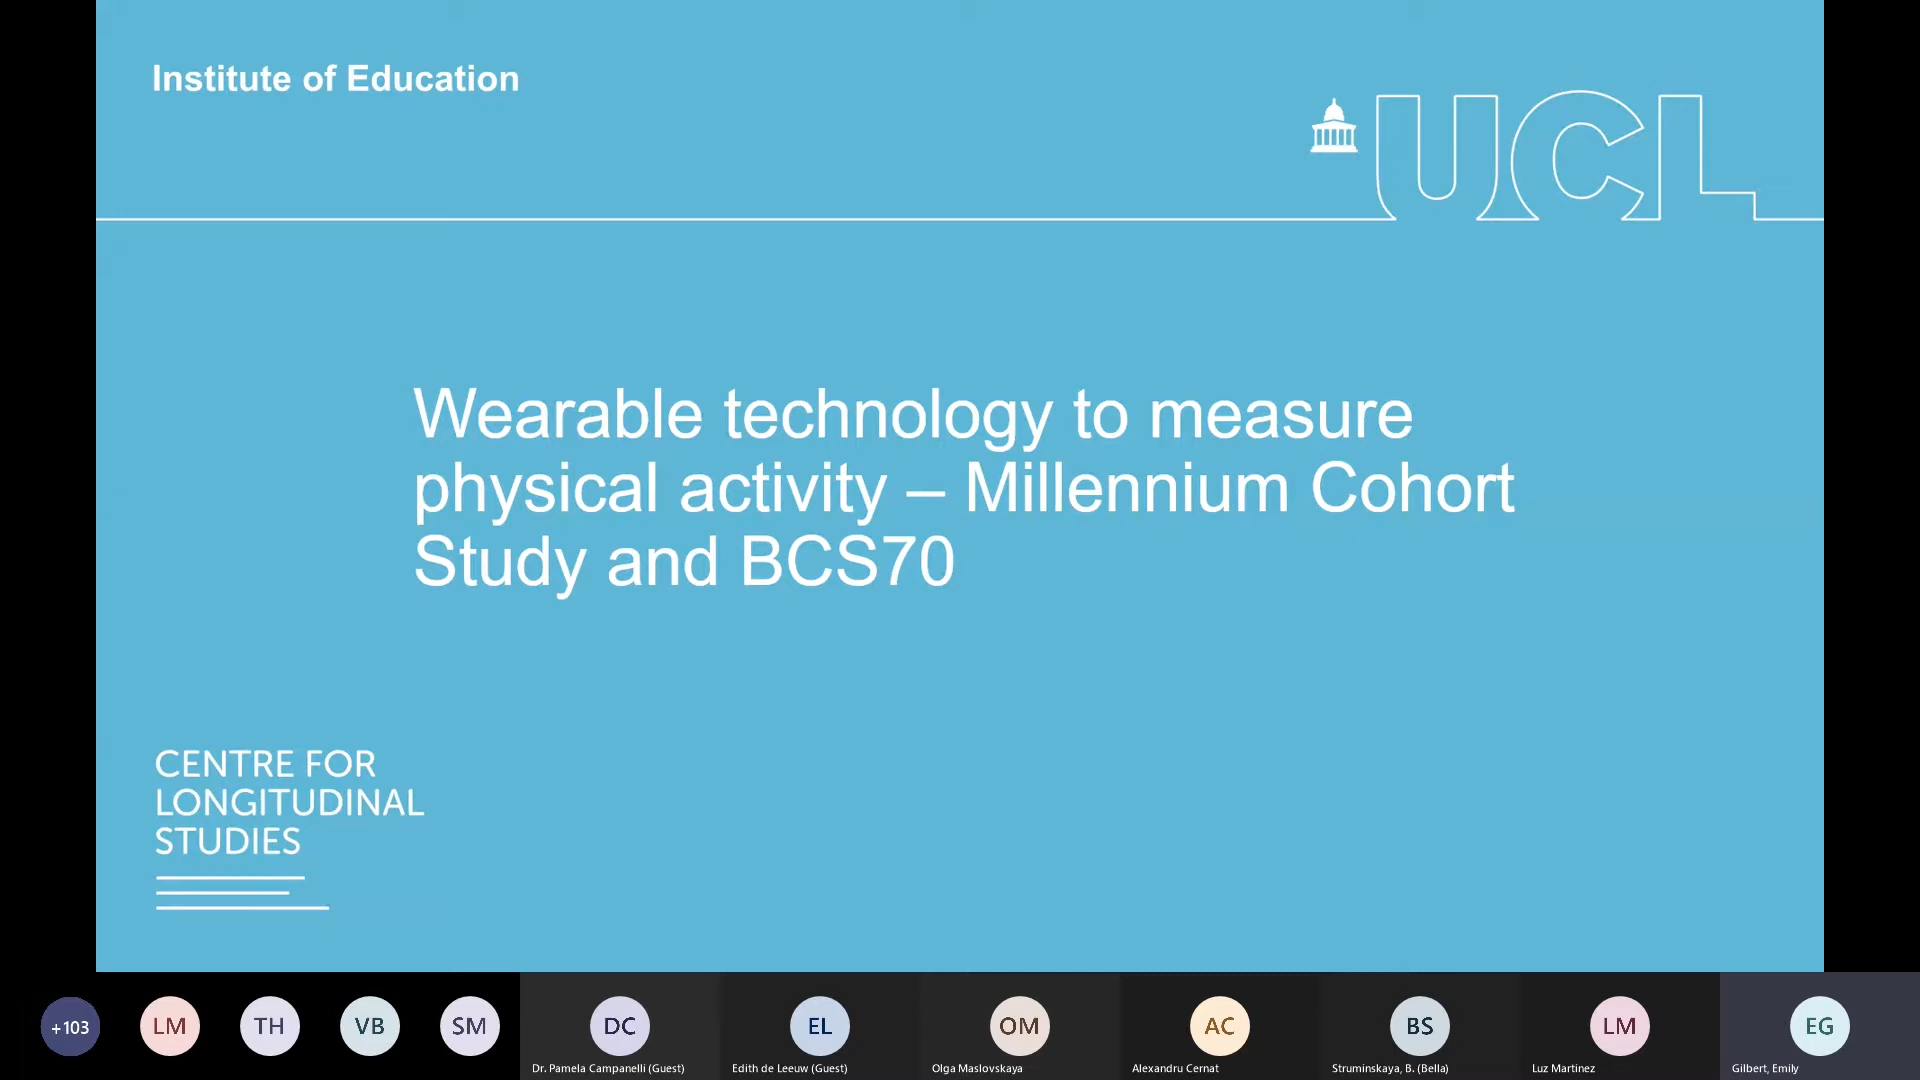 Institute of Education
UCL
Wearable technology to measure
physical activity – Millennium Cohort
Study and BCS70
CENTRE FOR
LONGITUDINAL
STUDIES
+103
LM
TH
VB
SM
DC
EL
OM
AC
BS
LM
EG
Dr. Pamela Campanelli (Guest)
Edith de Leeuw (Guest)
Olga Maslovskaya
Alexandru Cernat
Struminskaya, B. (Bella)
Luz Martinez
Gilbert, Emily